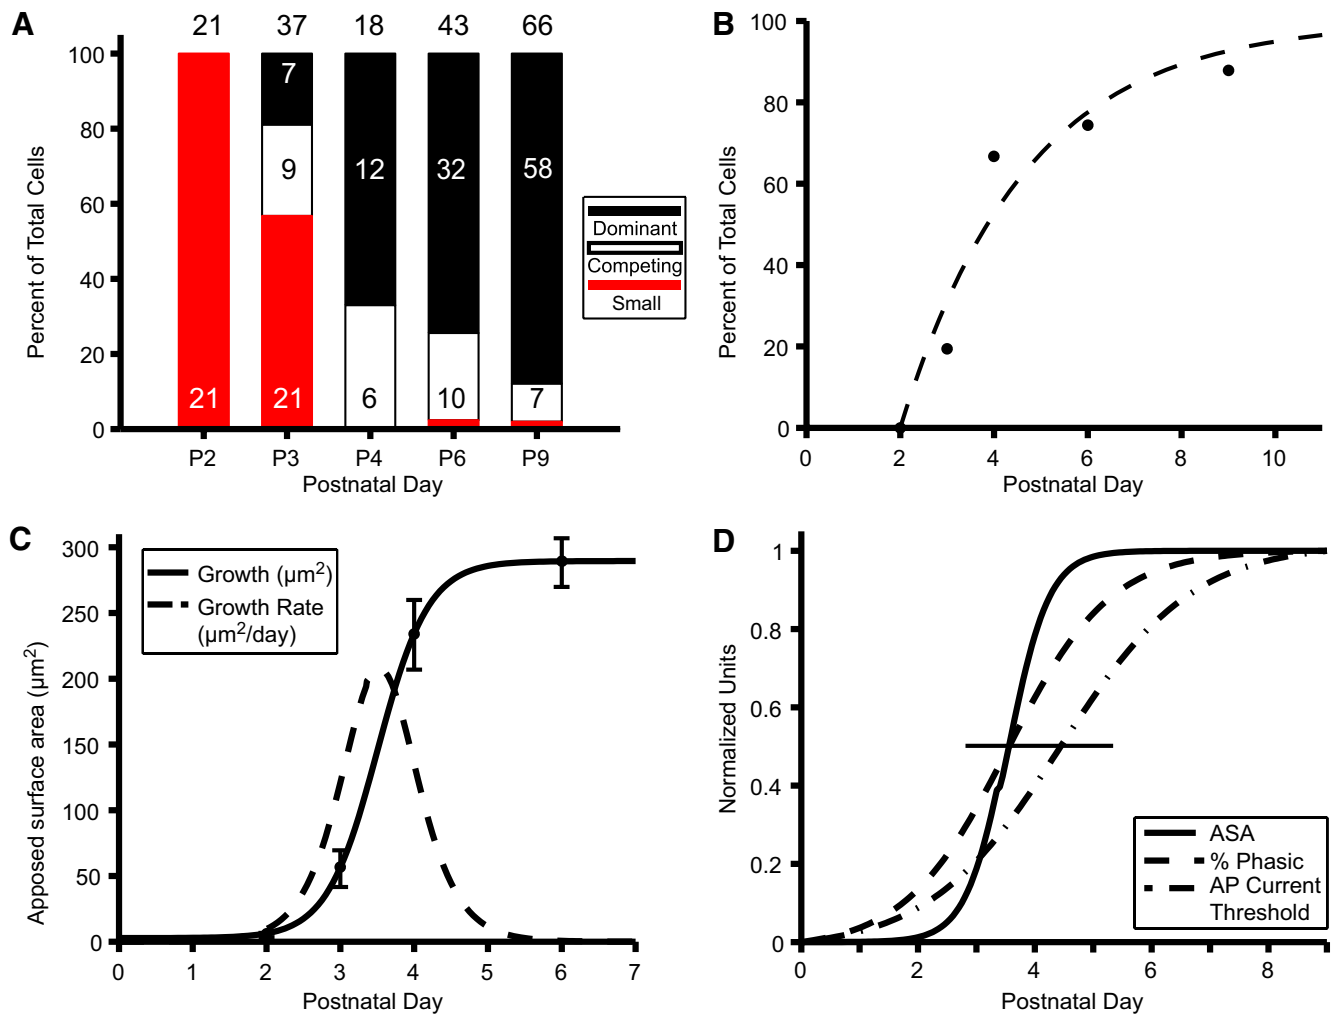 A
21 37 18 43 66
Percent of Total Cells
100
80
60
40
20
0
7
9
21
21
12
6
32
10
58
7
P2 P3 P4 P6 P9
Postnatal Day
Dominant
Competing
Small
B
Percent of Total Cells
100
80
60
40
20
0
0 2 4 6 8 10
Postnatal Day
C
Apposed surface area (µm²)
300
250
200
150
100
50
0
Growth (µm²)
Growth Rate
(µm²/day)
0 1 2 3 4 5 6 7
Postnatal Day
D
Normalized Units
1
0.8
0.6
0.4
0.2
0
ASA
% Phasic
AP Current
Threshold
0 2 4 6 8
Postnatal Day